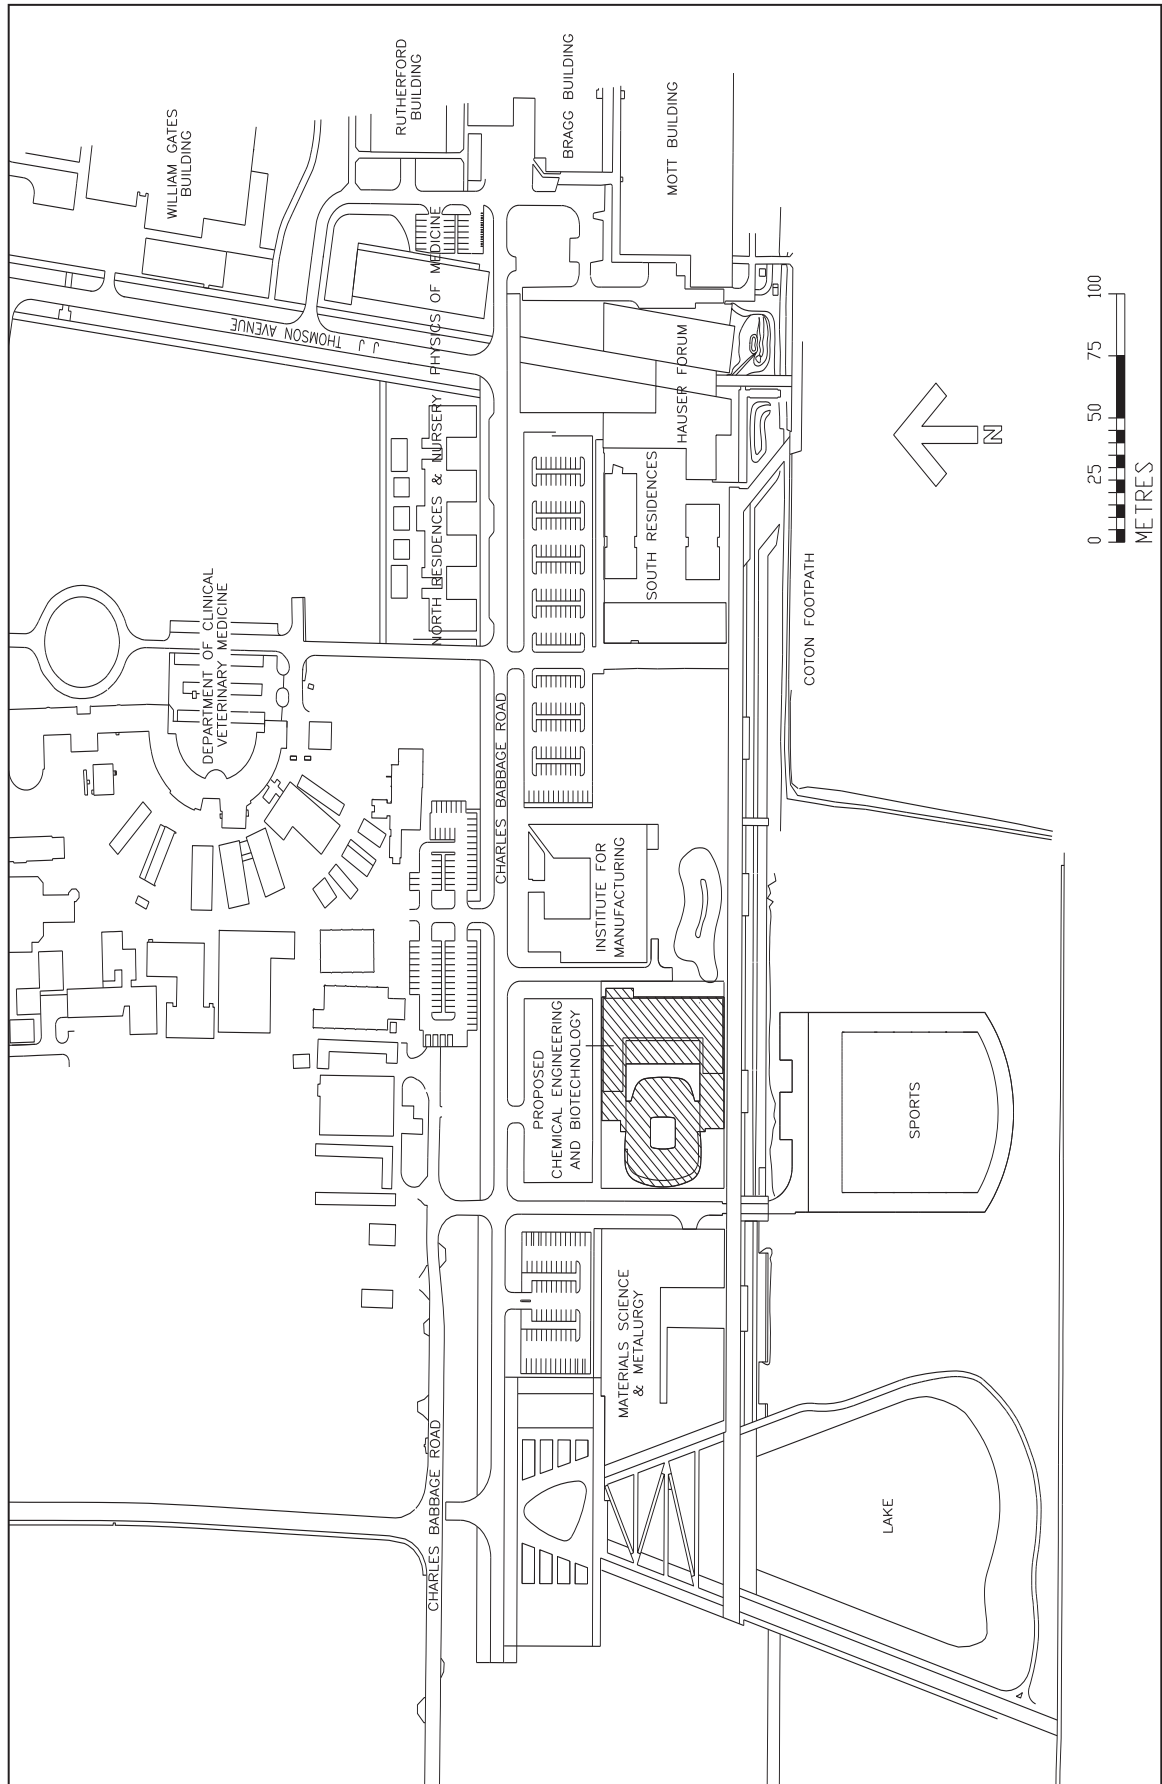 WILLIAM GATES
BUILDING
RUTHERFORD
BUILDING
BRAGG BUILDING
MOTT BUILDING
J J THOMSON AVENUE
PHYSICS OF MEDICINE
NORTH RESIDENCES & NURSERY
HAUSER FORUM
SOUTH RESIDENCES
DEPARTMENT OF CLINICAL
VETERINARY MEDICINE
CHARLES BABBAGE ROAD
COTON FOOTPATH
INSTITUTE FOR
MANUFACTURING
PROPOSED
CHEMICAL ENGINEERING
AND BIOTECHNOLOGY
SPORTS
MATERIALS SCIENCE
& METALURGY
CHARLES BABBAGE ROAD
LAKE
N
0 25 50 75 100
METRES